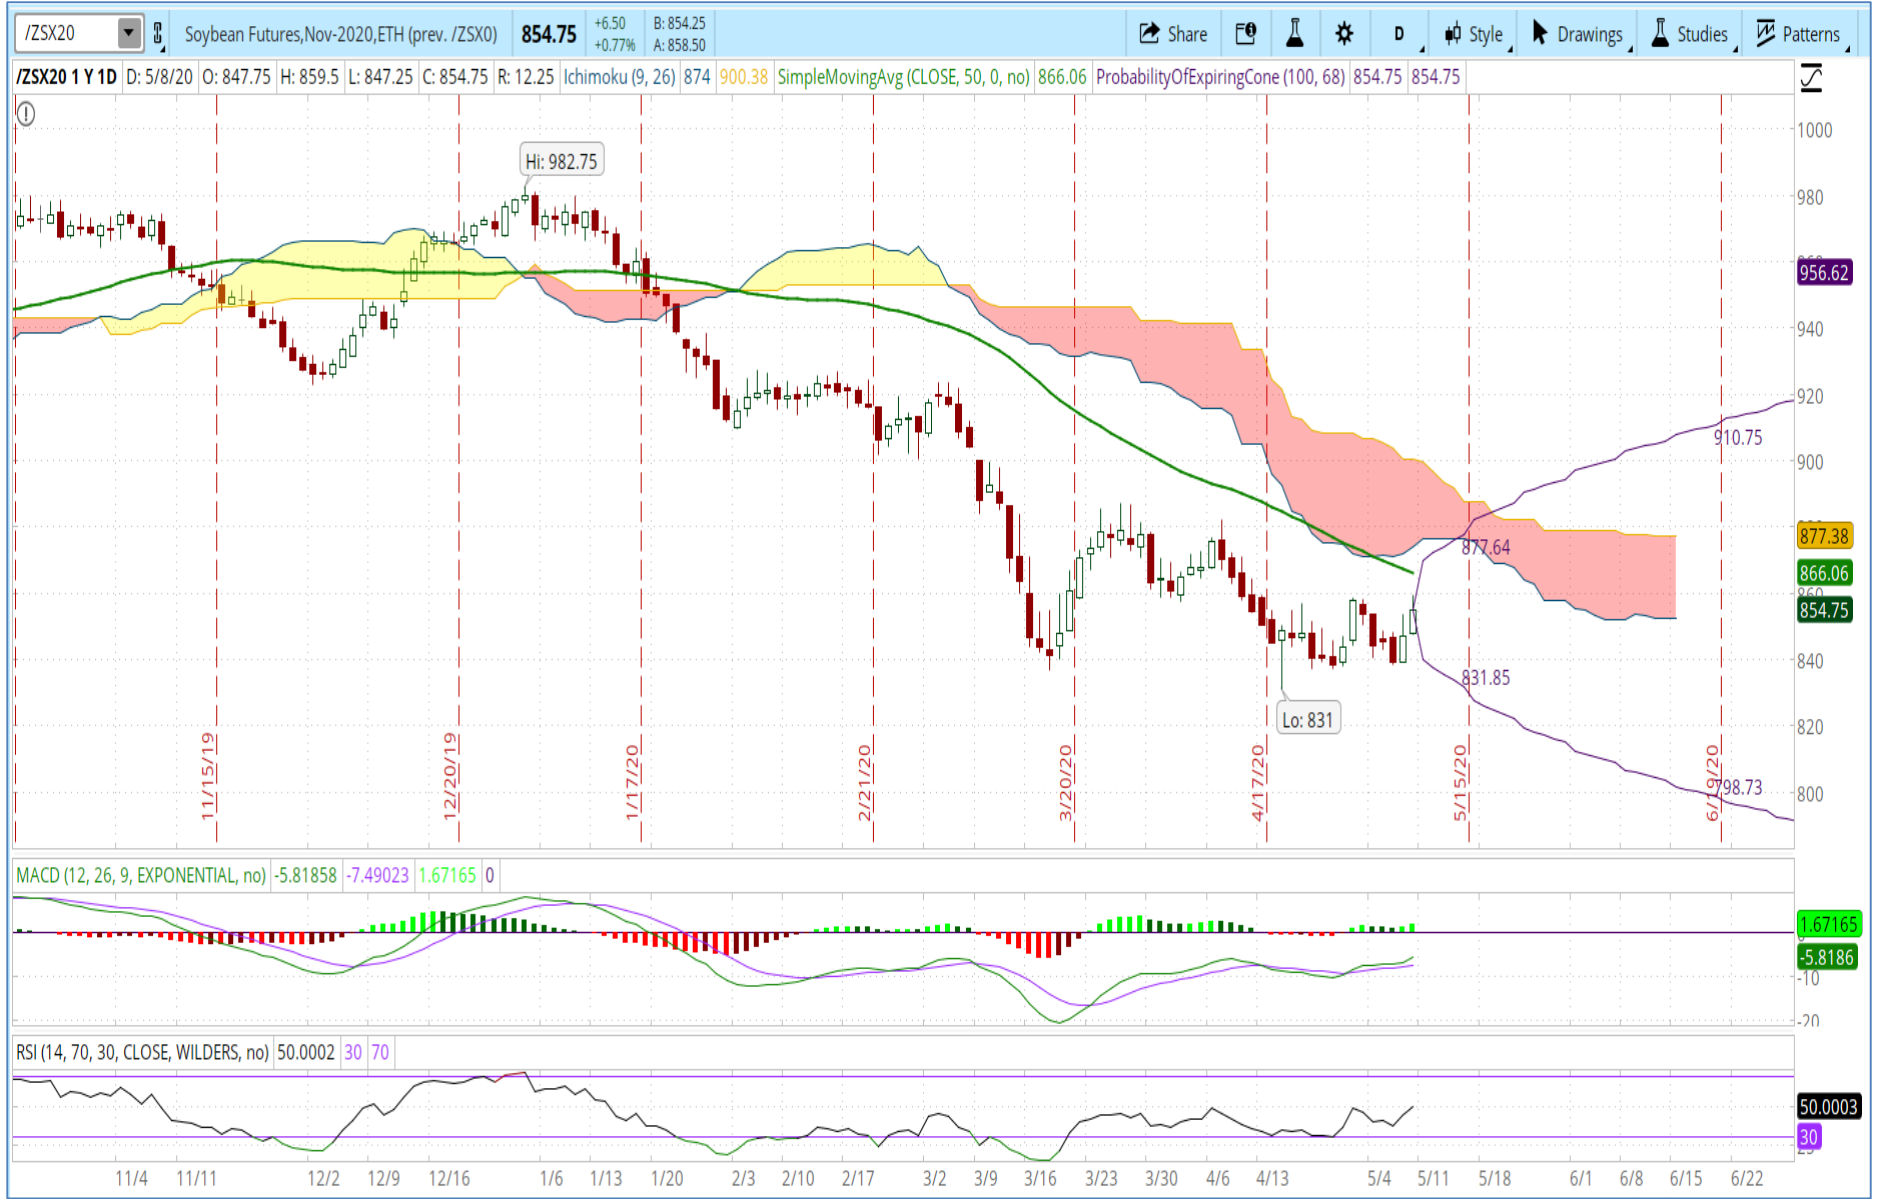 /ZSX20 Soybean Futures,Nov-2020,ETH (prev. /ZSX0) 854.75 +6.50 B: 854.25 Share D Style Drawings Studies Patterns
+0.77% A: 858.50
/ZSX20 1 Y 1D D: 5/8/20 O: 847.75 H: 859.5 L: 847.25 C: 854.75 R: 12.25 Ichimoku (9, 26) 874 900.38 SimpleMovingAvg (CLOSE, 50, 0, no) 866.06 ProbabilityOfExpiringCone (100, 68) 854.75 854.75
1000
Hi: 982.75
980
956.62
940
920
910.75
900
877.38
877.64
866.06
860
854.75
840
831.85
Lo: 831
820
800
798.73
11/15/19 12/20/19 1/17/20 2/21/20 3/20/20 4/17/20 5/15/20 6/19/20
MACD (12, 26, 9, EXPONENTIAL, no) -5.81858 -7.49023 1.67165 0
1.67165
-5.8186
-10
-20
RSI (14, 70, 30, CLOSE, WILDERS, no) 50.0002 30 70
50.0003
30
11/4 11/11 12/2 12/9 12/16 1/6 1/13 1/20 2/3 2/10 2/17 3/2 3/9 3/16 3/23 3/30 4/6 4/13 5/4 5/11 5/18 6/1 6/8 6/15 6/22